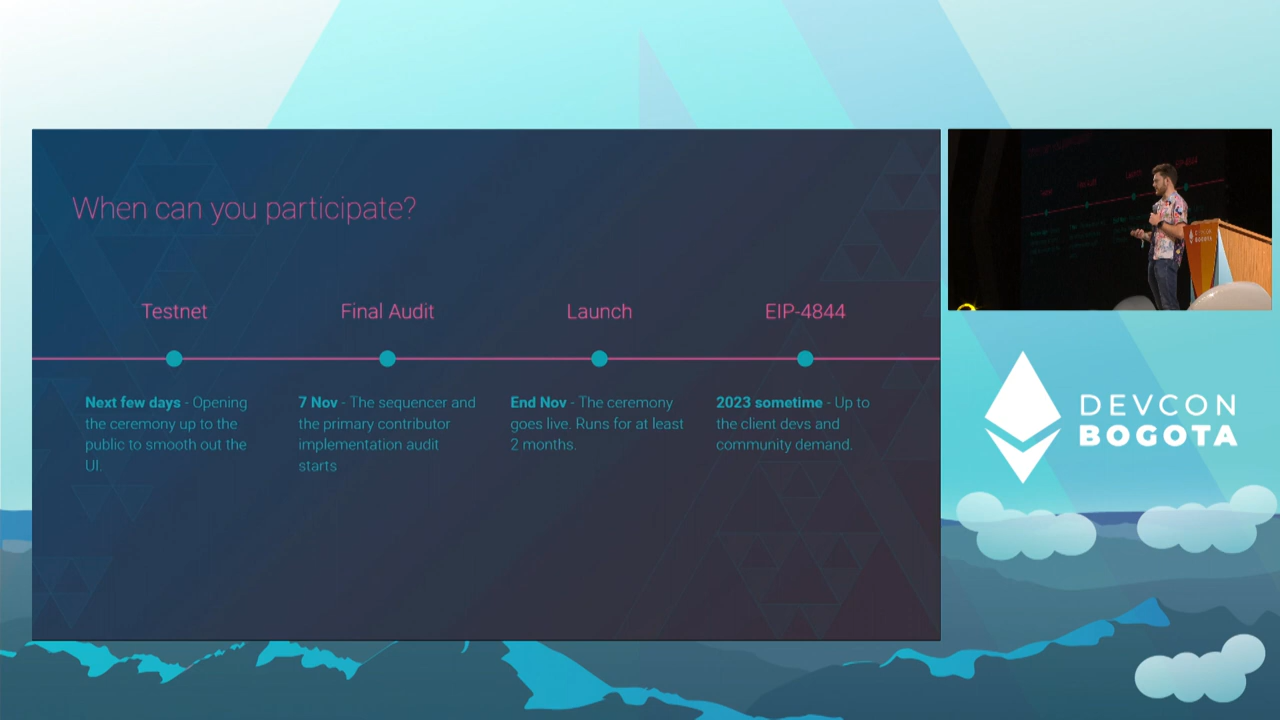 When can you participate?
Testnet
Final Audit
Launch
EIP-4844
Next few days - Opening
the ceremony up to the
public to smooth out the
UI.
7 Nov - The sequencer and
the primary contributor
implementation audit
starts
End Nov - The ceremony
goes live. Runs for at least
2 months.
2023 sometime - Up to
the client devs and
community demand.
DEVCON
BOGOTA